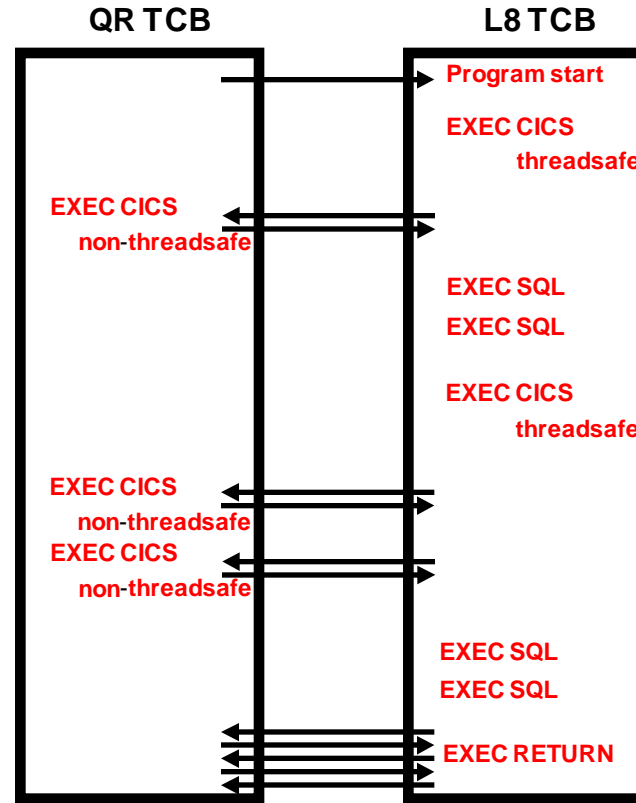 QR TCB
L8 TCB
Program start
EXEC CICS
threadsafe
EXEC CICS
non-threadsafe
EXEC SQL
EXEC SQL
EXEC CICS
threadsafe
EXEC CICS
non-threadsafe
EXEC CICS
non-threadsafe
EXEC SQL
EXEC SQL
EXEC RETURN